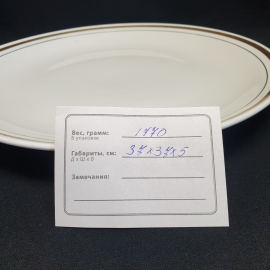 Вес, грамм: 1770
В упаковке
Габариты, см: 37х37х5
Д х Ш х В
Замечания: